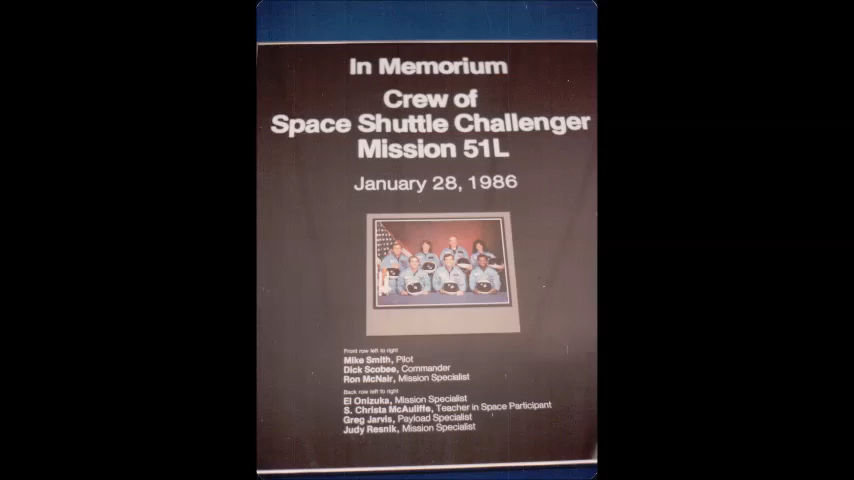 In Memorium
Crew of
Space Shuttle Challenger
Mission 51L
January 28, 1986
Front row left to right
Mike Smith, Pilot
Dick Scobee, Commander
Ron McNair, Mission Specialist
Back row left to right
El Onizuka, Mission Specialist
S. Christa McAuliffe, Teacher in Space Participant
Greg Jarvis, Payload Specialist
Judy Resnik, Mission Specialist